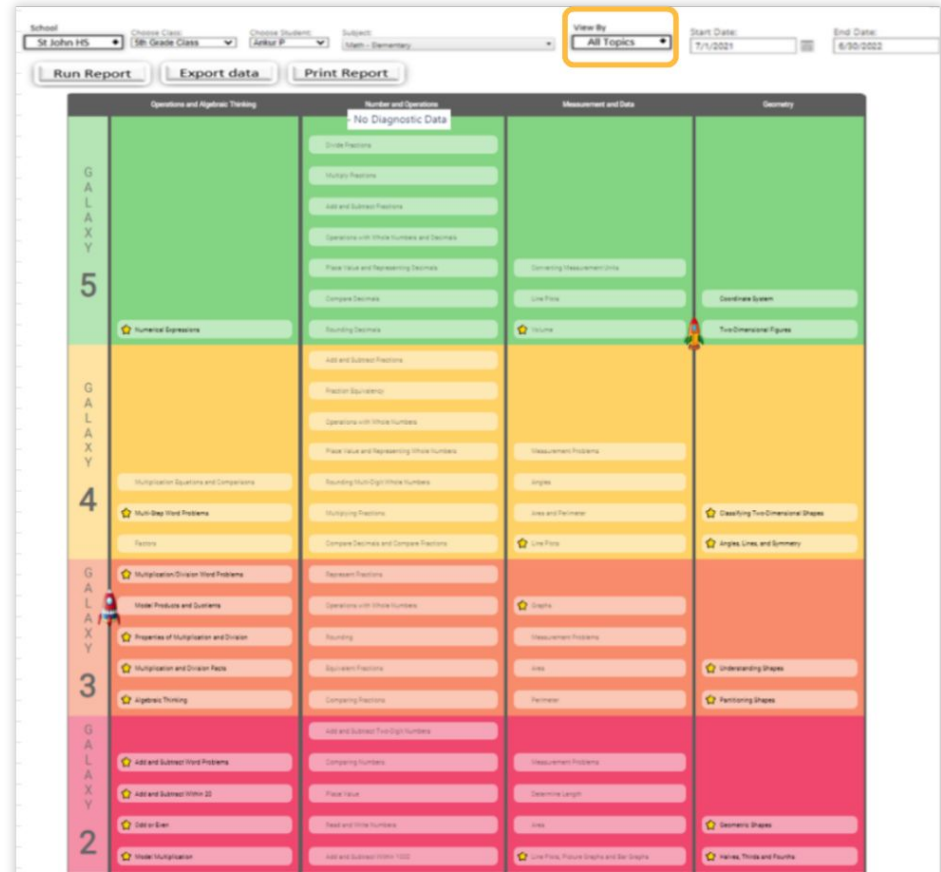 School
Choose Class:
Choose Student:
Subject:
View By
Start Date:
End Date:
St John HS
5th Grade Class
Ankur P
Math - Elementary
All Topics
7/1/2021
6/30/2022
Run Report
Export data
Print Report
Operations and Algebraic Thinking
Number and Operations
Measurement and Data
Geometry
- No Diagnostic Data
GALAXY
5
Divide Fractions
Multiply Fractions
Add and Subtract Fractions
Operations with Whole Numbers and Decimals
Place Value and Representing Decimals
Converting Measurement Units
Compare Decimals
Line Plots
Coordinate System
Numerical Expressions
Rounding Decimals
Volume
Two-Dimensional Figures
GALAXY
4
Add and Subtract Fractions
Fraction Equivalency
Operations with Whole Numbers
Place Value and Representing Whole Numbers
Measurement Problems
Multiplication Equations and Comparisons
Rounding Multi-Digit Whole Numbers
Angles
Multi-Step Word Problems
Multiplying Fractions
Area and Perimeter
Classifying Two-Dimensional Shapes
Factors
Compare Decimals and Compare Fractions
Line Plots
Angles, Lines, and Symmetry
GALAXY
3
Multiplication/Division Word Problems
Represent Fractions
Model Products and Quotients
Operations with Whole Numbers
Graphs
Properties of Multiplication and Division
Rounding
Measurement Problems
Multiplication and Division Facts
Equivalent Fractions
Area
Understanding Shapes
Algebraic Thinking
Comparing Fractions
Perimeter
Partitioning Shapes
GALAXY
2
Add and Subtract Two-Digit Numbers
Add and Subtract Word Problems
Comparing Numbers
Measurement Problems
Add and Subtract Within 20
Place Value
Determine Length
Odd or Even
Read and Write Numbers
Area
Geometric Shapes
Model Multiplication
Add and Subtract Within 1000
Line Plots, Picture Graphs and Bar Graphs
Halves, Thirds and Fourths